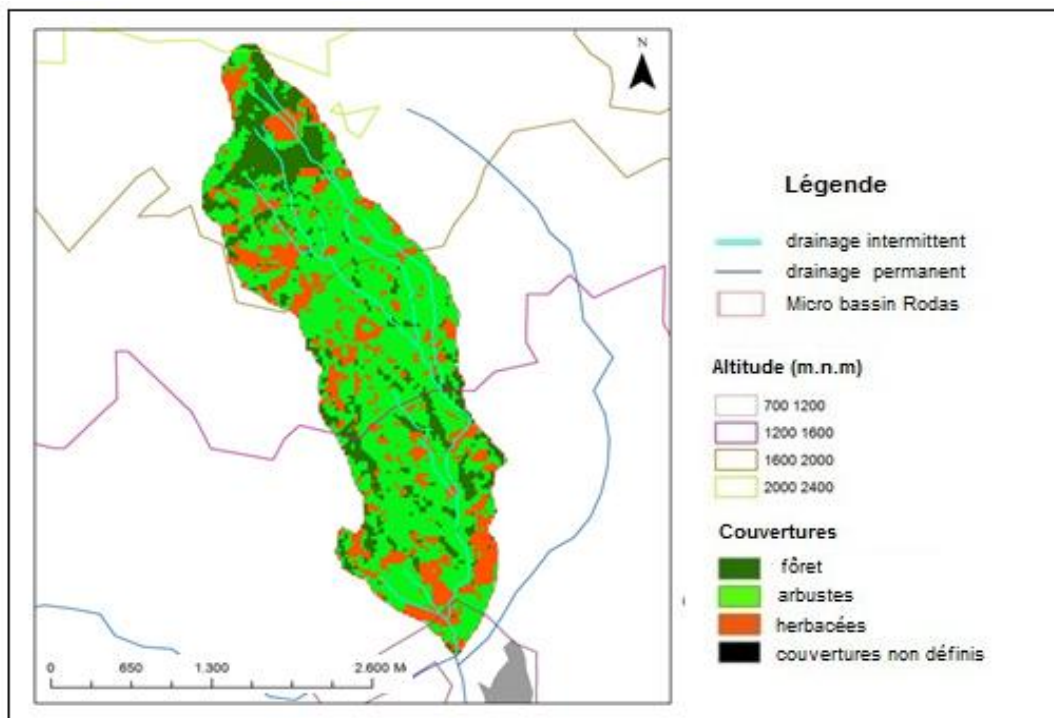 N
Légende
drainage intermittent
drainage permanent
Micro bassin Rodas
Altitude (m.n.m)
700 1200
1200 1600
1600 2000
2000 2400
Couvertures
fôret
arbustes
herbacées
couvertures non définis
0 650 1.300 2.600 M